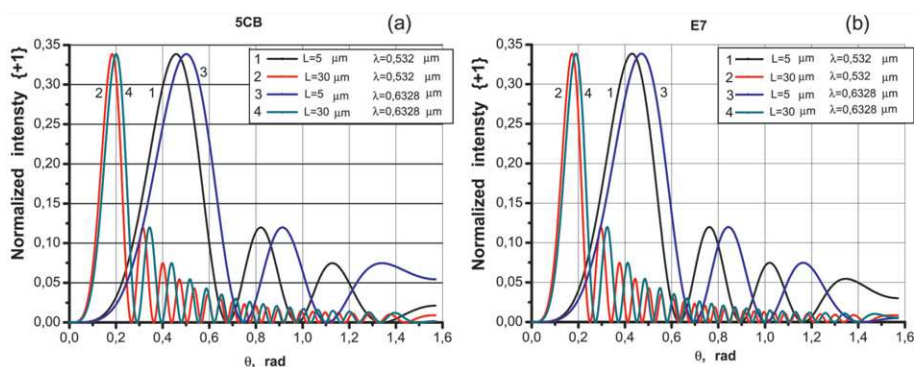 5CB
(a)
Normalized intensty {+1}
0,35
0,30
0,25
0,20
0,15
0,10
0,05
0,00
1 L=5 μm λ=0,532 μm
2 L=30 μm λ=0,532 μm
3 L=5 μm λ=0,6328 μm
4 L=30 μm λ=0,6328 μm
2 4 1 3
0,0 0,2 0,4 0,6 0,8 1,0 1,2 1,4 1,6
θ, rad
E7
(b)
Normalized intensty {+1}
0,35
0,30
0,25
0,20
0,15
0,10
0,05
0,00
1 L=5 μm λ=0,532 μm
2 L=30 μm λ=0,532 μm
3 L=5 μm λ=0,6328 μm
4 L=30 μm λ=0,6328 μm
2 4 1 3
0,0 0,2 0,4 0,6 0,8 1,0 1,2 1,4 1,6
θ, rad